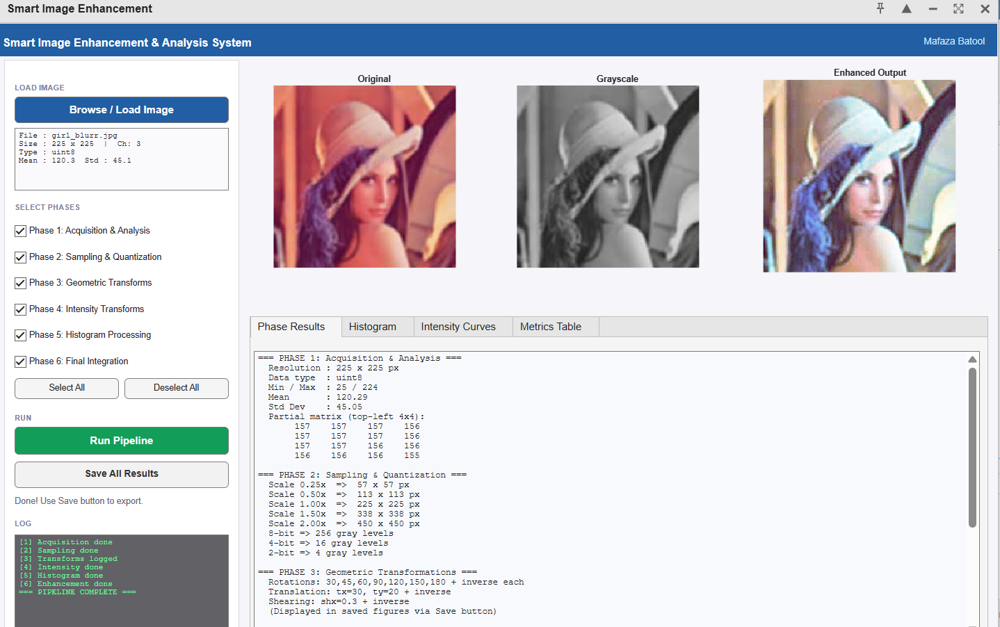 Smart Image Enhancement
Smart Image Enhancement & Analysis System
Mafaza Batool
LOAD IMAGE
Browse / Load Image
File : girl_blurr.jpg
Size : 225 x 225  |  Ch: 3
Type : uint8
Mean : 120.3  Std : 45.1
SELECT PHASES
Phase 1: Acquisition & Analysis
Phase 2: Sampling & Quantization
Phase 3: Geometric Transforms
Phase 4: Intensity Transforms
Phase 5: Histogram Processing
Phase 6: Final Integration
Select All
Deselect All
RUN
Run Pipeline
Save All Results
Done! Use Save button to export.
LOG
[1] Acquisition done
[2] Sampling done
[3] Transforms logged
[4] Intensity done
[5] Histogram done
[6] Enhancement done
=== PIPELINE COMPLETE ===
Original
Grayscale
Enhanced Output
Phase Results
Histogram
Intensity Curves
Metrics Table
=== PHASE 1: Acquisition & Analysis ===
Resolution : 225 x 225 px
Data type  : uint8
Min / Max  : 25 / 224
Mean       : 120.29
Std Dev    : 45.05
Partial matrix (top-left 4x4):
157    157    157    156
157    157    157    156
157    157    156    156
156    156    156    155
=== PHASE 2: Sampling & Quantization ===
Scale 0.25x  =>  57 x 57 px
Scale 0.50x  =>  113 x 113 px
Scale 1.00x  =>  225 x 225 px
Scale 1.50x  =>  338 x 338 px
Scale 2.00x  =>  450 x 450 px
8-bit => 256 gray levels
4-bit => 16 gray levels
2-bit => 4 gray levels
=== PHASE 3: Geometric Transformations ===
Rotations: 30,45,60,90,120,150,180 + inverse each
Translation: tx=30, ty=20 + inverse
Shearing: shx=0.3 + inverse
(Displayed in saved figures via Save button)